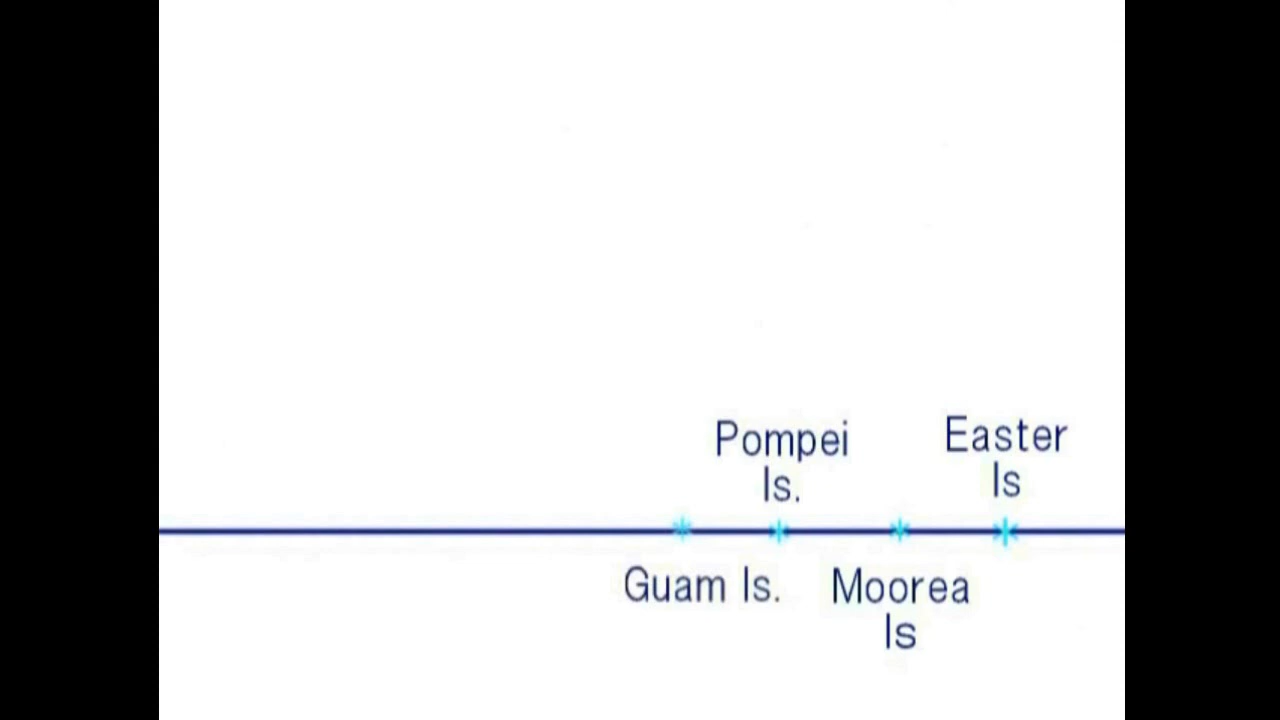 Pompei
Is.
Easter
Is
Guam Is.
Moorea
Is